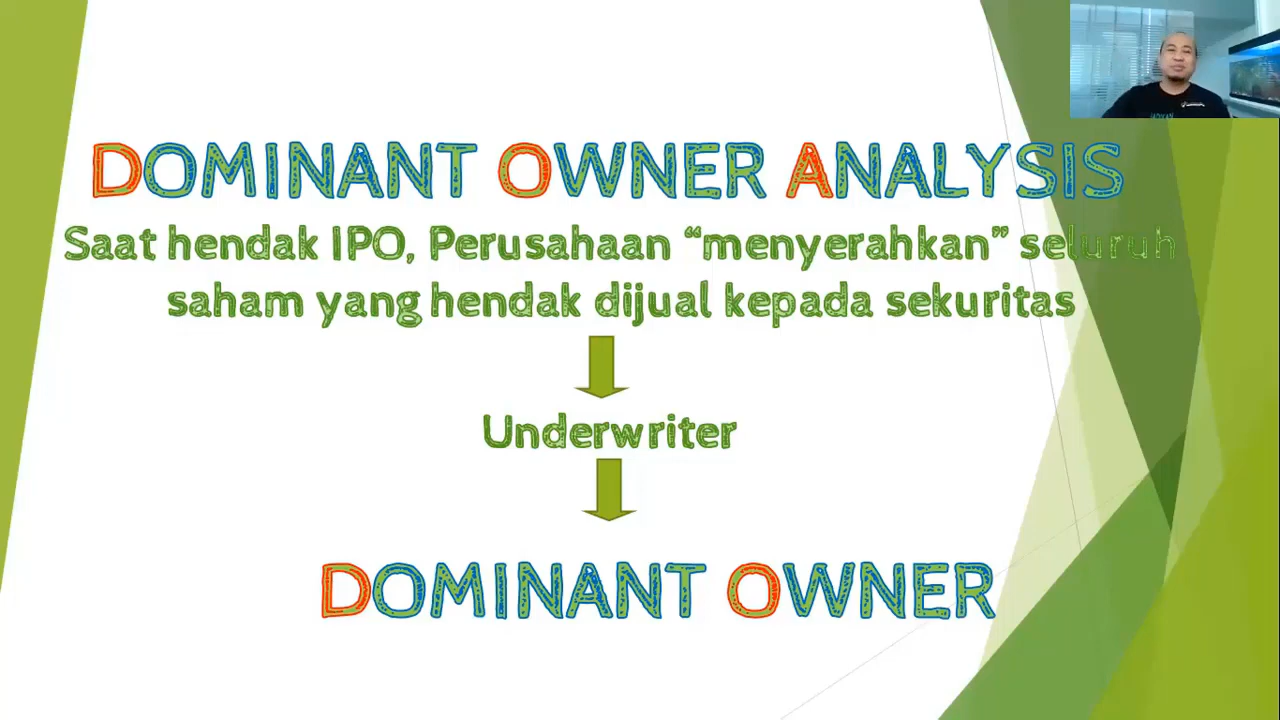 DOMINANT OWNER ANALYSIS
Saat hendak IPO, Perusahaan “menyerahkan” seluruh
saham yang hendak dijual kepada sekuritas
Underwriter
DOMINANT OWNER